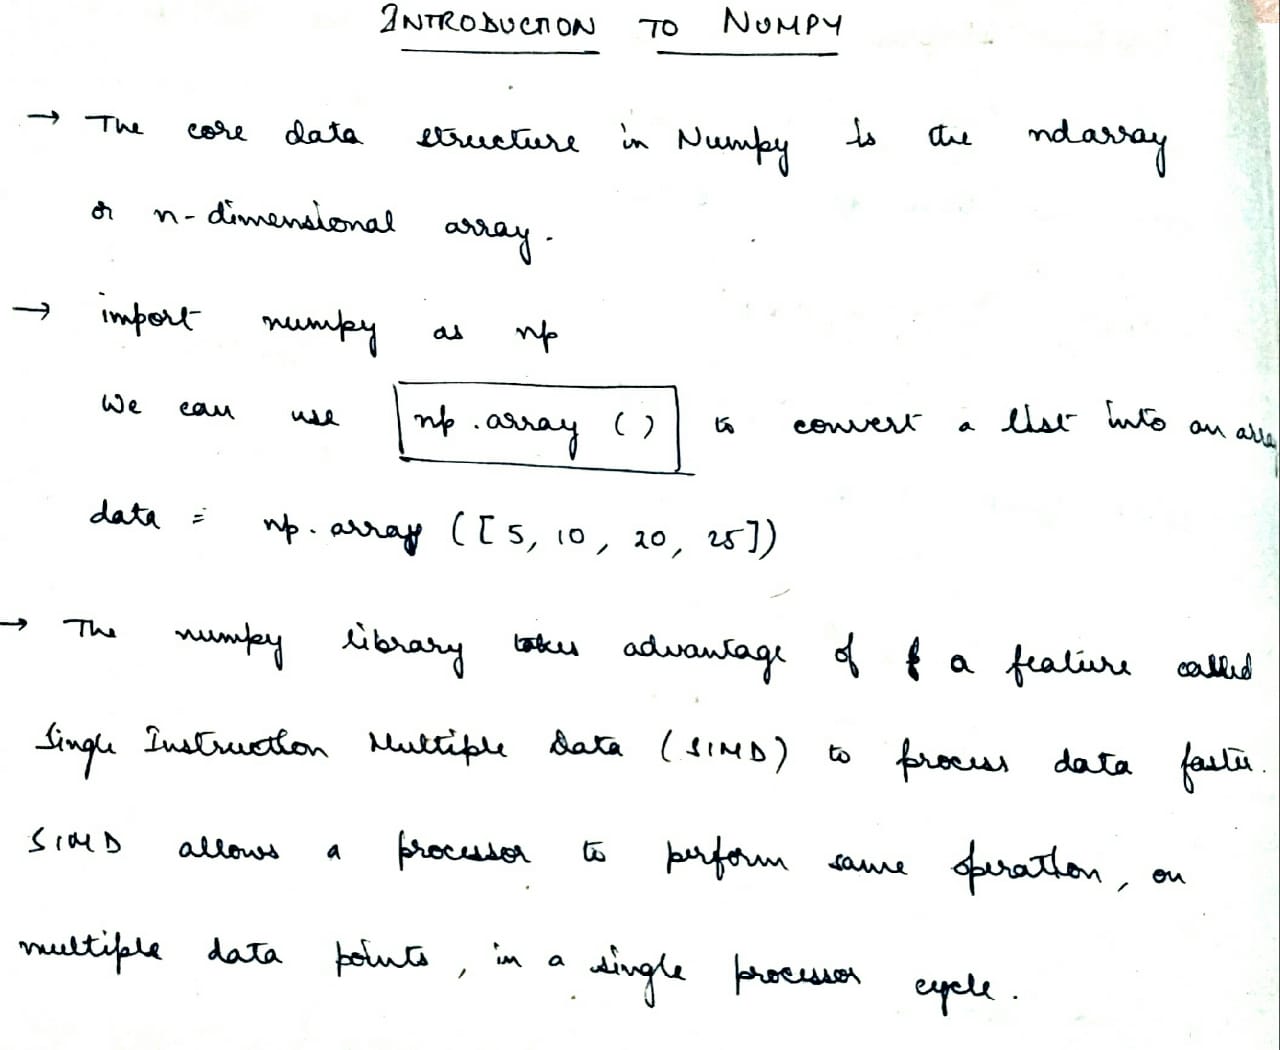 INTRODUCTION TO NUMPY
→ The core data structure in Numpy is the ndarray
or n-dimensional array.
→ import numpy as np
We can use np.array () to convert a list into an
data = np.array ([5, 10, 20, 25])
→ The numpy library takes advantage of a feature called
Single Instruction Multiple Data (SIMD) to process data faster.
SIMD allows a processor to perform same operation, on
multiple data points, in a single processor cycle.